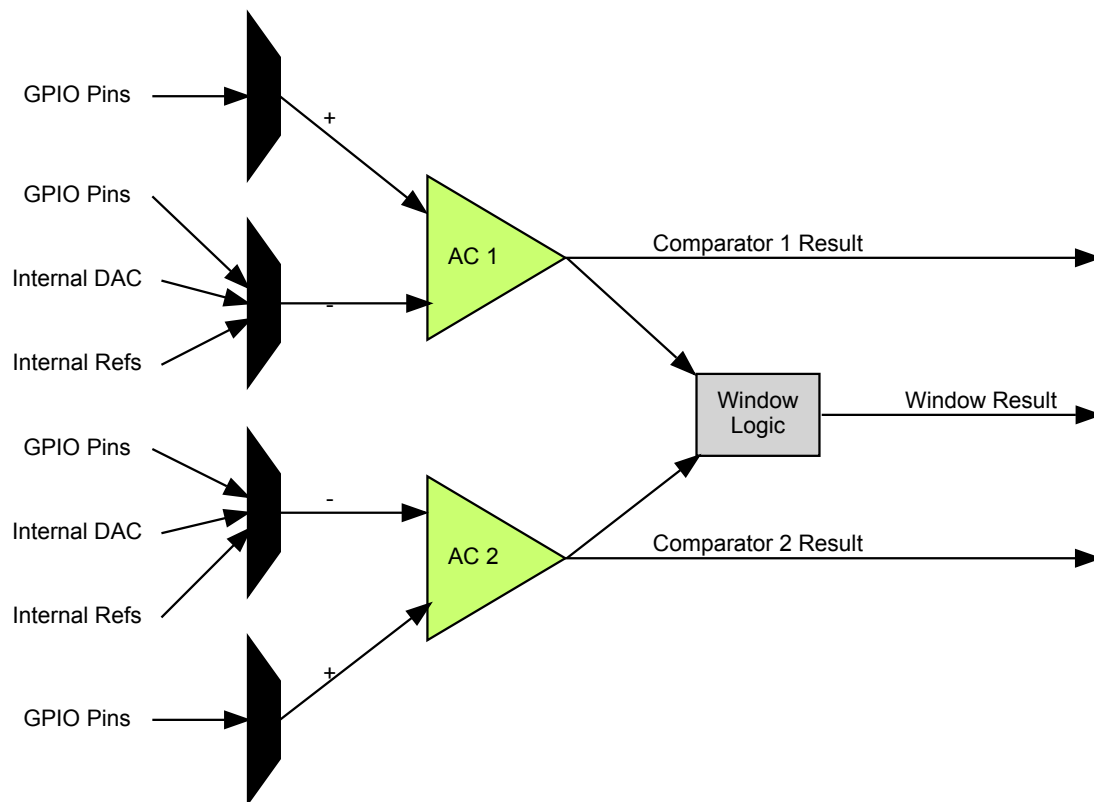 GPIO Pins
+
GPIO Pins
Internal DAC
Internal Refs
-
AC 1
Comparator 1 Result
Window
Logic
Window Result
GPIO Pins
Internal DAC
Internal Refs
-
AC 2
Comparator 2 Result
+
GPIO Pins